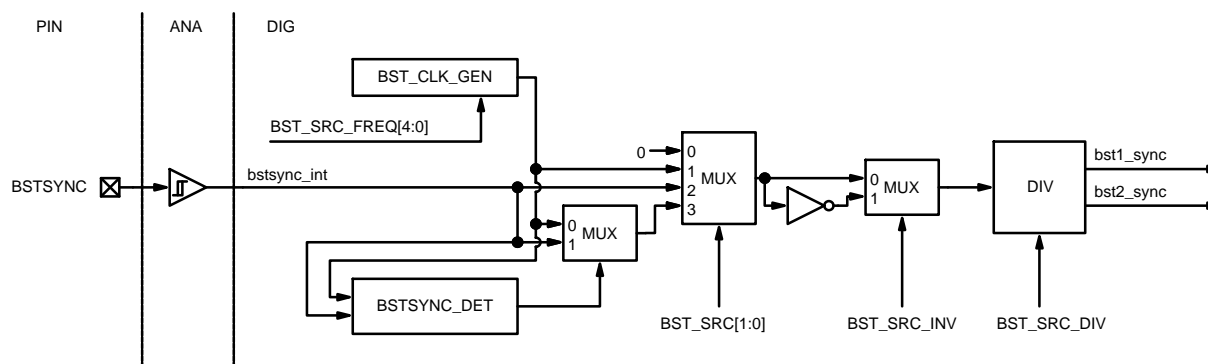 PIN ANA DIG
BST_CLK_GEN
BST_SRC_FREQ[4:0]
0
0
1
2
3
MUX
BSTSYNC
bstsync_int
0
1
MUX
BSTSYNC_DET
BST_SRC[1:0]
0
1
MUX
BST_SRC_INV
DIV
BST_SRC_DIV
bst1_sync
bst2_sync